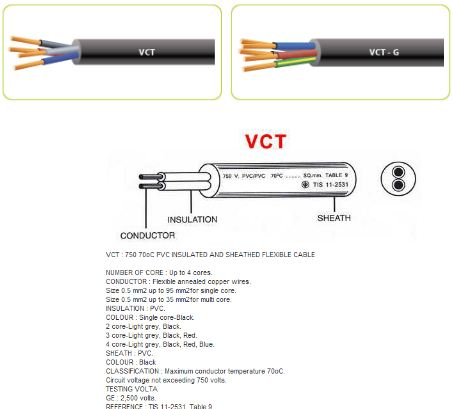 VCT
VCT - G
VCT
750 V. PVC/PVC 70ºC ........ SQ.mm. TABLE 9
TIS 11-2531
INSULATION
SHEATH
CONDUCTOR
VCT : 750 70oC PVC INSULATED AND SHEATHED FLEXIBLE CABLE
NUMBER OF CORE : Up to 4 cores.
CONDUCTOR : Flexible annealed copper wires.
Size 0.5 mm2 up to 95 mm2for single core.
Size 0.5 mm2 up to 35 mm2for multi core.
INSULATION : PVC.
COLOUR : Single core-Black.
2 core-Light grey, Black.
3 core-Light grey, Black, Red.
4 core-Light grey, Black, Red, Blue.
SHEATH : PVC.
COLOUR : Black
CLASSIFICATION : Maximum conductor temperature 70oC
Circuit voltage not exceeding 750 volts.
TESTING VOLTA
GE.: 2,500 volts.
REFERENCE : TIS 11-2531, Table 9